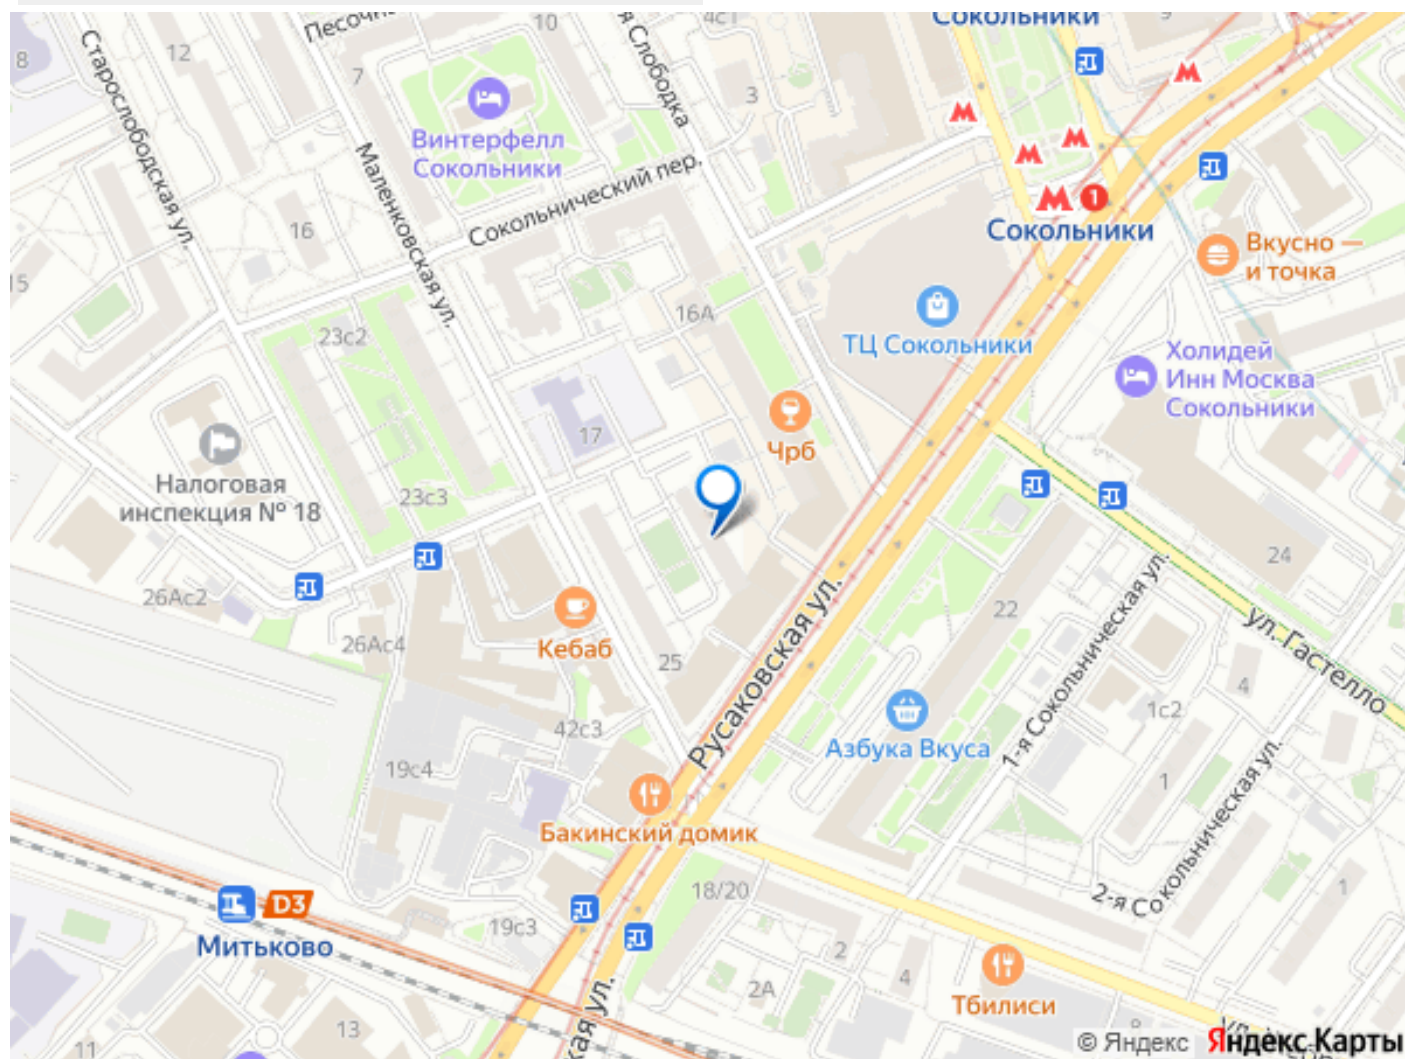 Песочн
10
4с1
Сокольники
9
8
12
7
я Слободка
Старослободская ул.
3
Винтерфелл
Сокольники
Маленковская ул.
Сокольнический пер.
16
1
Сокольники
Вкусно —
и точка
15
16А
23с2
ТЦ Сокольники
Холидей
Инн Москва
Сокольники
17
Чрб
Налоговая
инспекция № 18
23с3
24
26Ас2
22
26Ас4
Кебаб
25
Русаковская ул.
1-я Сокольническая ул.
ул. Гастелло
4
1с2
42с3
Азбука Вкуса
19с4
1
2-я Сокольническая ул.
Бакинский домик
18/20
1
D3
Митьково
19с3
2
4
2А
Тбилиси
13
11
кая ул.
© Яндекс Яндекс Карты